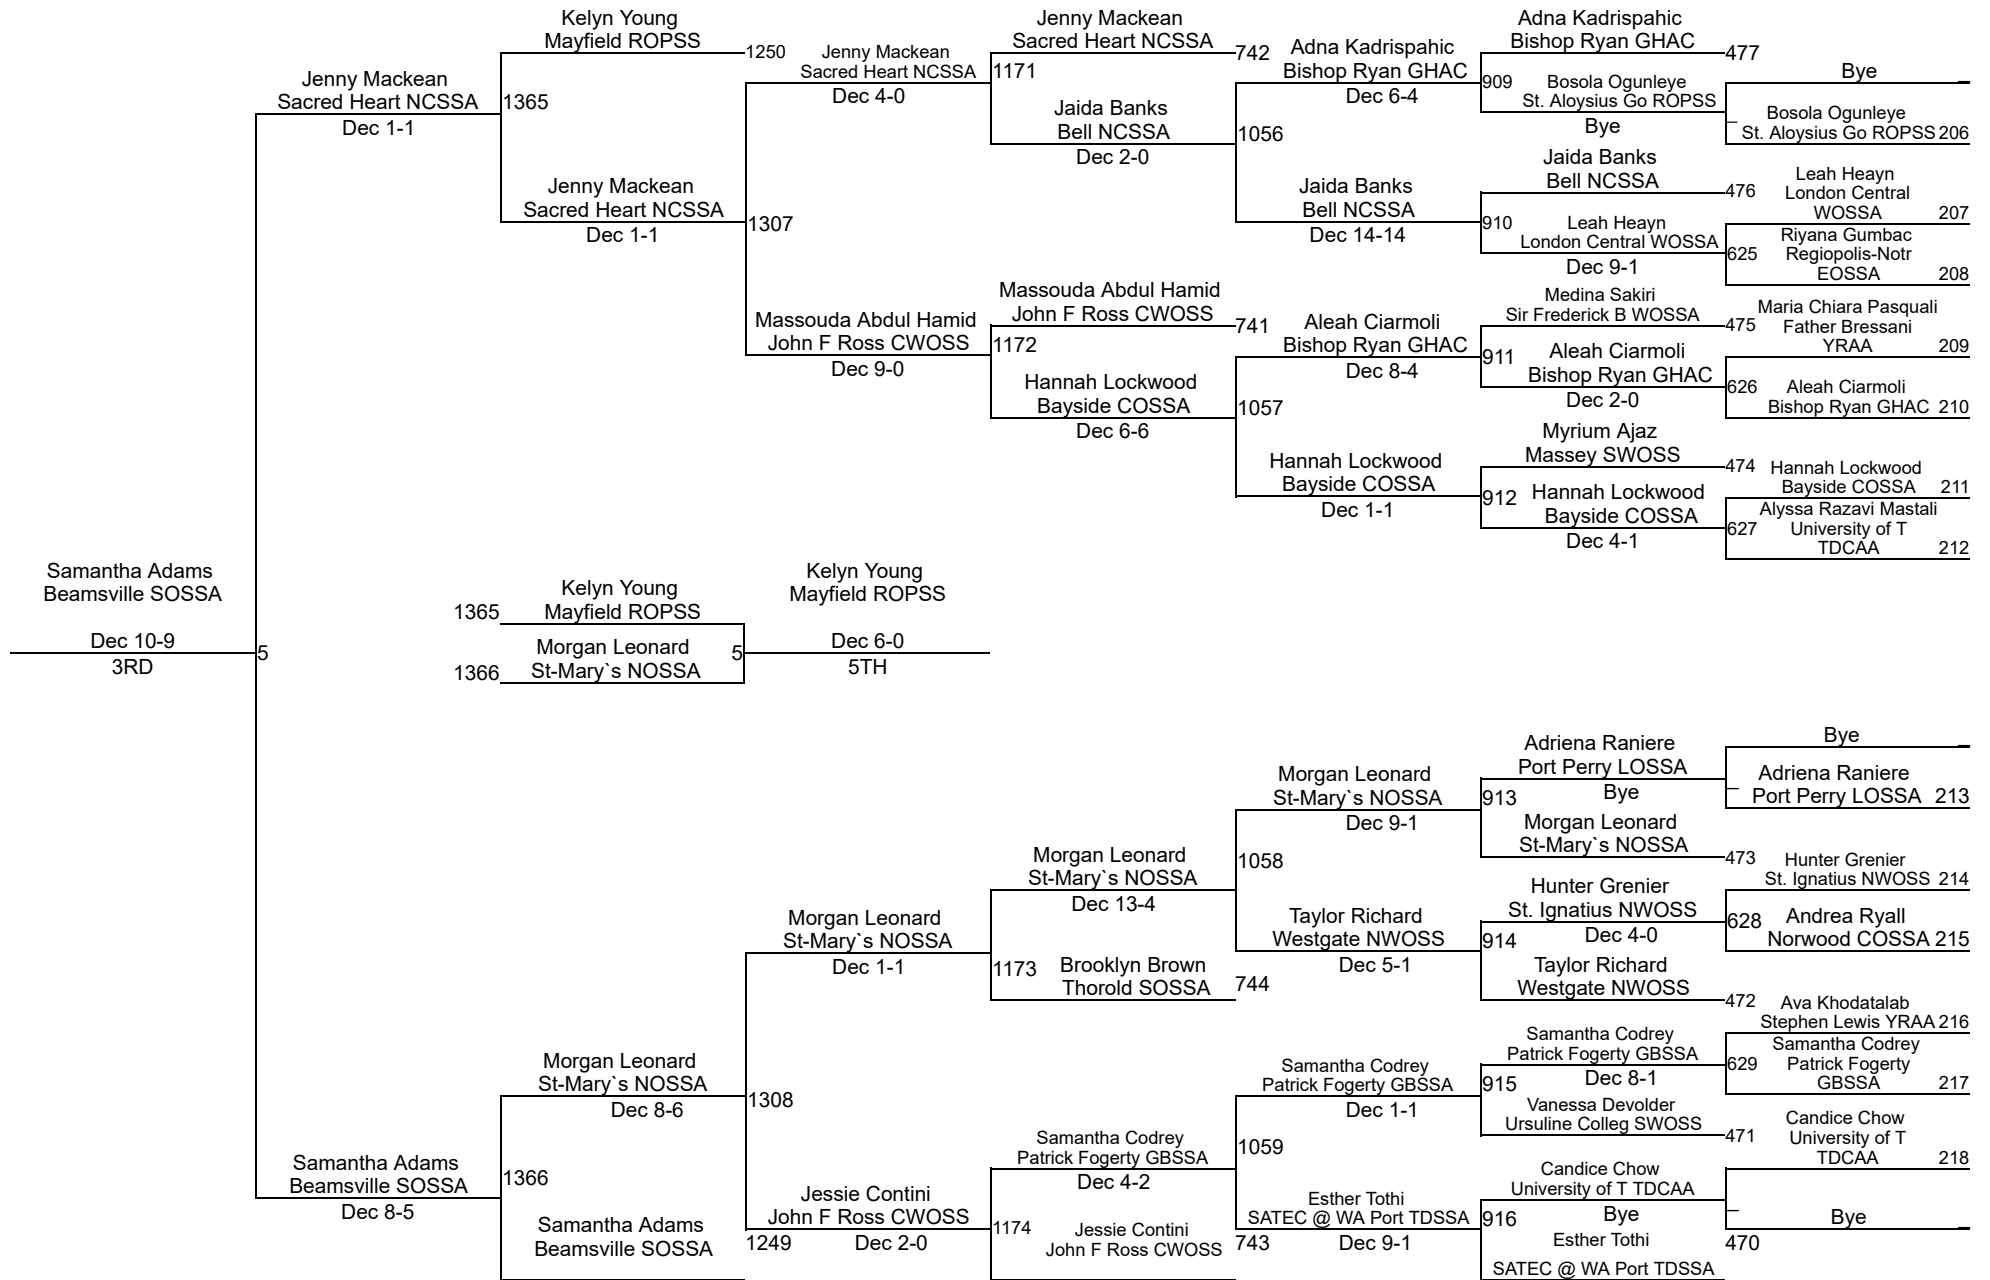 Kelyn Young
Mayfield ROPSS
1250
Jenny Mackean
Sacred Heart NCSSA
Dec 1-1
1365
Jenny Mackean
Sacred Heart NCSSA
Dec 1-1
Jenny Mackean
Sacred Heart NCSSA
Dec 4-0
1307
Massouda Abdul Hamid
John F Ross CWOSS
Dec 9-0
Jenny Mackean
Sacred Heart NCSSA
742
1171
Jaida Banks
Bell NCSSA
Dec 2-0
Massouda Abdul Hamid
John F Ross CWOSS
741
1172
Hannah Lockwood
Bayside COSSA
Dec 6-6
Adna Kadrispahic
Bishop Ryan GHAC
Dec 6-4
1056
Jaida Banks
Bell NCSSA
Dec 14-14
Aleah Ciarmoli
Bishop Ryan GHAC
Dec 8-4
1057
Hannah Lockwood
Bayside COSSA
Dec 1-1
Adna Kadrispahic
Bishop Ryan GHAC
477
909
Bosola Ogunleye
St. Aloysius Go ROPSS
Bye
Jaida Banks
Bell NCSSA
476
910
Leah Heayn
London Central WOSSA
Dec 9-1
Medina Sakiri
Sir Frederick B WOSSA
475
911
Aleah Ciarmoli
Bishop Ryan GHAC
Dec 2-0
Myrium Ajaz
Massey SWOSS
474
912
Hannah Lockwood
Bayside COSSA
Dec 4-1
Bye
Bosola Ogunleye
St. Aloysius Go ROPSS 206
Leah Heayn
London Central
WOSSA 207
625
Riyana Gumbac
Regiopolis-Notr
EOSSA 208
Maria Chiara Pasquali
Father Bressani
YRAA 209
626
Aleah Ciarmoli
Bishop Ryan GHAC 210
Hannah Lockwood
Bayside COSSA 211
627
Alyssa Razavi Mastali
University of T
TDCAA 212
Samantha Adams
Beamsville SOSSA
Dec 10-9
3RD
5
1365
Kelyn Young
Mayfield ROPSS
1366
Morgan Leonard
St-Mary`s NOSSA
5
Kelyn Young
Mayfield ROPSS
Dec 6-0
5TH
Samantha Adams
Beamsville SOSSA
Dec 8-5
Morgan Leonard
St-Mary`s NOSSA
Dec 8-6
1366
Samantha Adams
Beamsville SOSSA
1249
Morgan Leonard
St-Mary`s NOSSA
Dec 1-1
1308
Jessie Contini
John F Ross CWOSS
Dec 2-0
Morgan Leonard
St-Mary`s NOSSA
Dec 13-4
1173
Brooklyn Brown
Thorold SOSSA
744
Samantha Codrey
Patrick Fogerty GBSSA
Dec 4-2
1174
Jessie Contini
John F Ross CWOSS
743
Morgan Leonard
St-Mary`s NOSSA
Dec 9-1
1058
Taylor Richard
Westgate NWOSS
Dec 5-1
Samantha Codrey
Patrick Fogerty GBSSA
Dec 1-1
1059
Esther Tothi
SATEC @ WA Port TDSSA
Dec 9-1
Adriena Raniere
Port Perry LOSSA
Bye
913
Morgan Leonard
St-Mary`s NOSSA
473
Hunter Grenier
St. Ignatius NWOSS
Dec 4-0
914
Taylor Richard
Westgate NWOSS
472
Samantha Codrey
Patrick Fogerty GBSSA
Dec 8-1
915
Vanessa Devolder
Ursuline Colleg SWOSS
471
Candice Chow
University of T TDCAA
Bye
916
Esther Tothi
SATEC @ WA Port TDSSA
470
Bye
Adriena Raniere
Port Perry LOSSA 213
Hunter Grenier
St. Ignatius NWOSS 214
628
Andrea Ryall
Norwood COSSA 215
Ava Khodatalab
Stephen Lewis YRAA 216
629
Samantha Codrey
Patrick Fogerty
GBSSA 217
Candice Chow
University of T
TDCAA 218
Bye